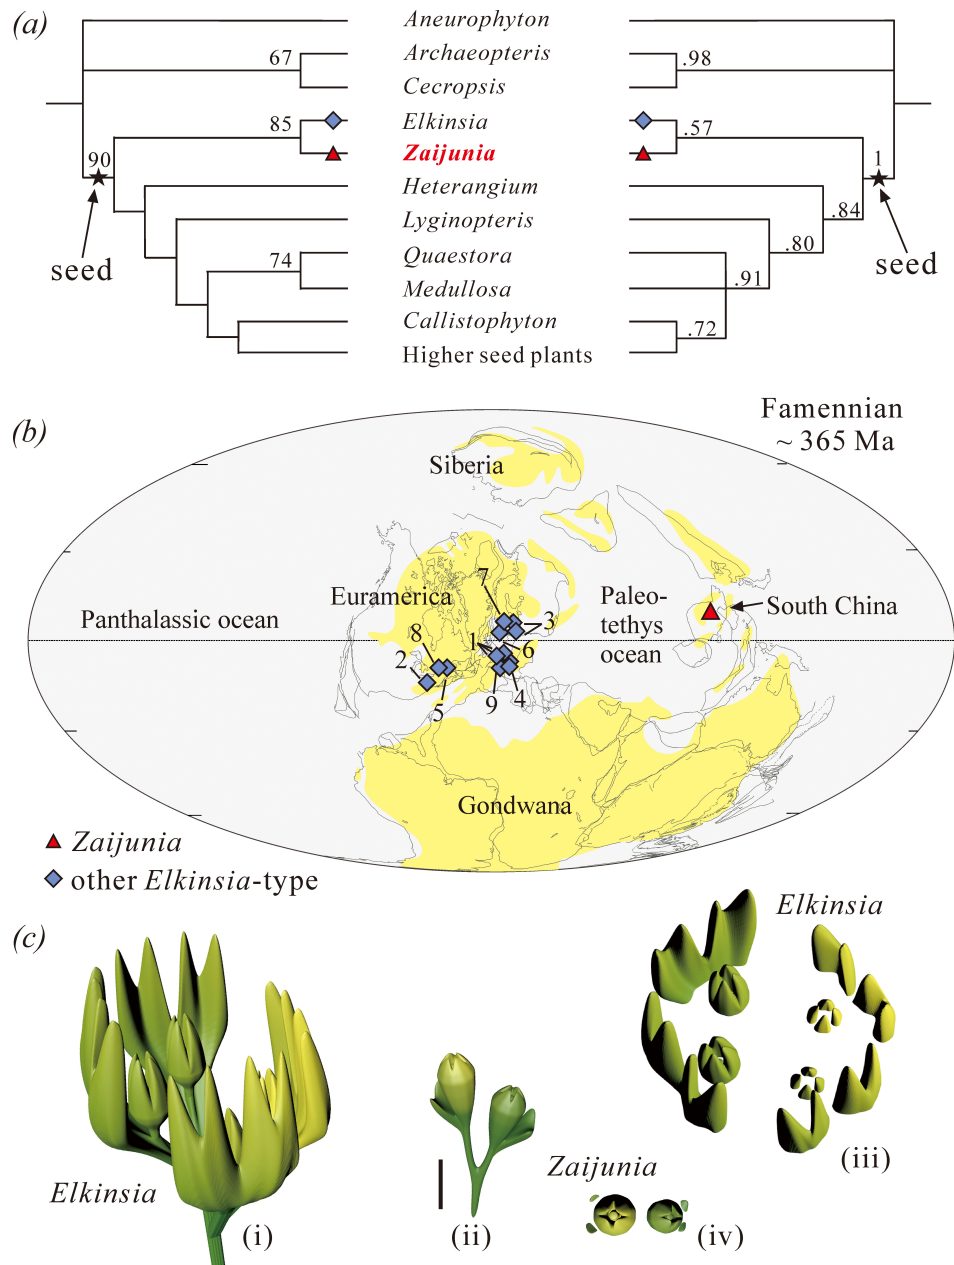 (a)
Aneurophyton
67
Archaeopteris
.98
Cecropsis
85
Elkinsia
.57
90
Zaijunia
1
Heterangium
seed
Lyginopteris
.84
seed
74
Quaestora
.80
Medullosa
.91
Callistophyton
.72
Higher seed plants
(b)
Famennian
~ 365 Ma
Siberia
Euramerica
7
Paleo-
tethys
ocean
South China
Panthalassic ocean
3
8
1
6
2
5
9
4
Gondwana
Zaijunia
other Elkinsia-type
(c)
Elkinsia
Elkinsia
(i)
(ii)
Zaijunia
(iii)
(iv)